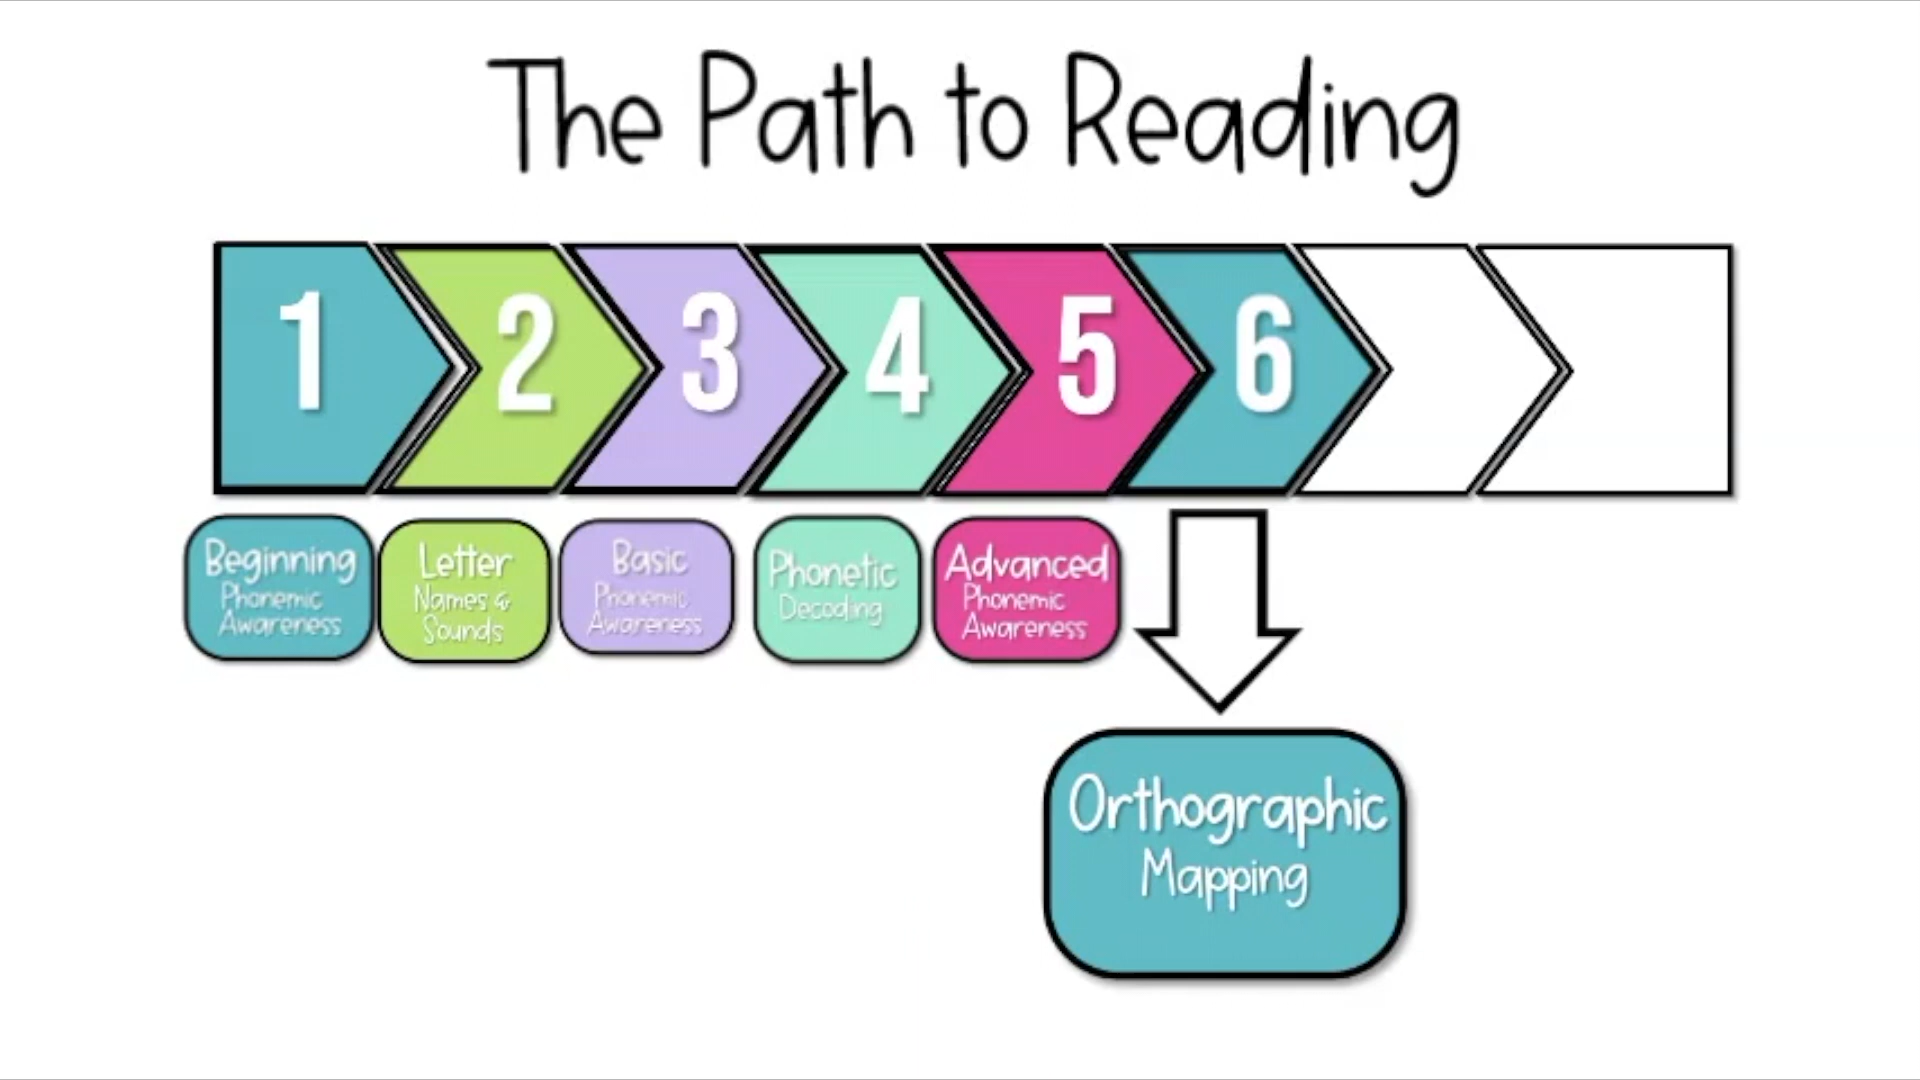 The Path to Reading
1
2
3
4
5
6
Beginning
Phonemic
Awareness
Letter
Names &
Sounds
Basic
Phonemic
Awareness
Phonetic
Decoding
Advanced
Phonemic
Awareness
Orthographic
Mapping